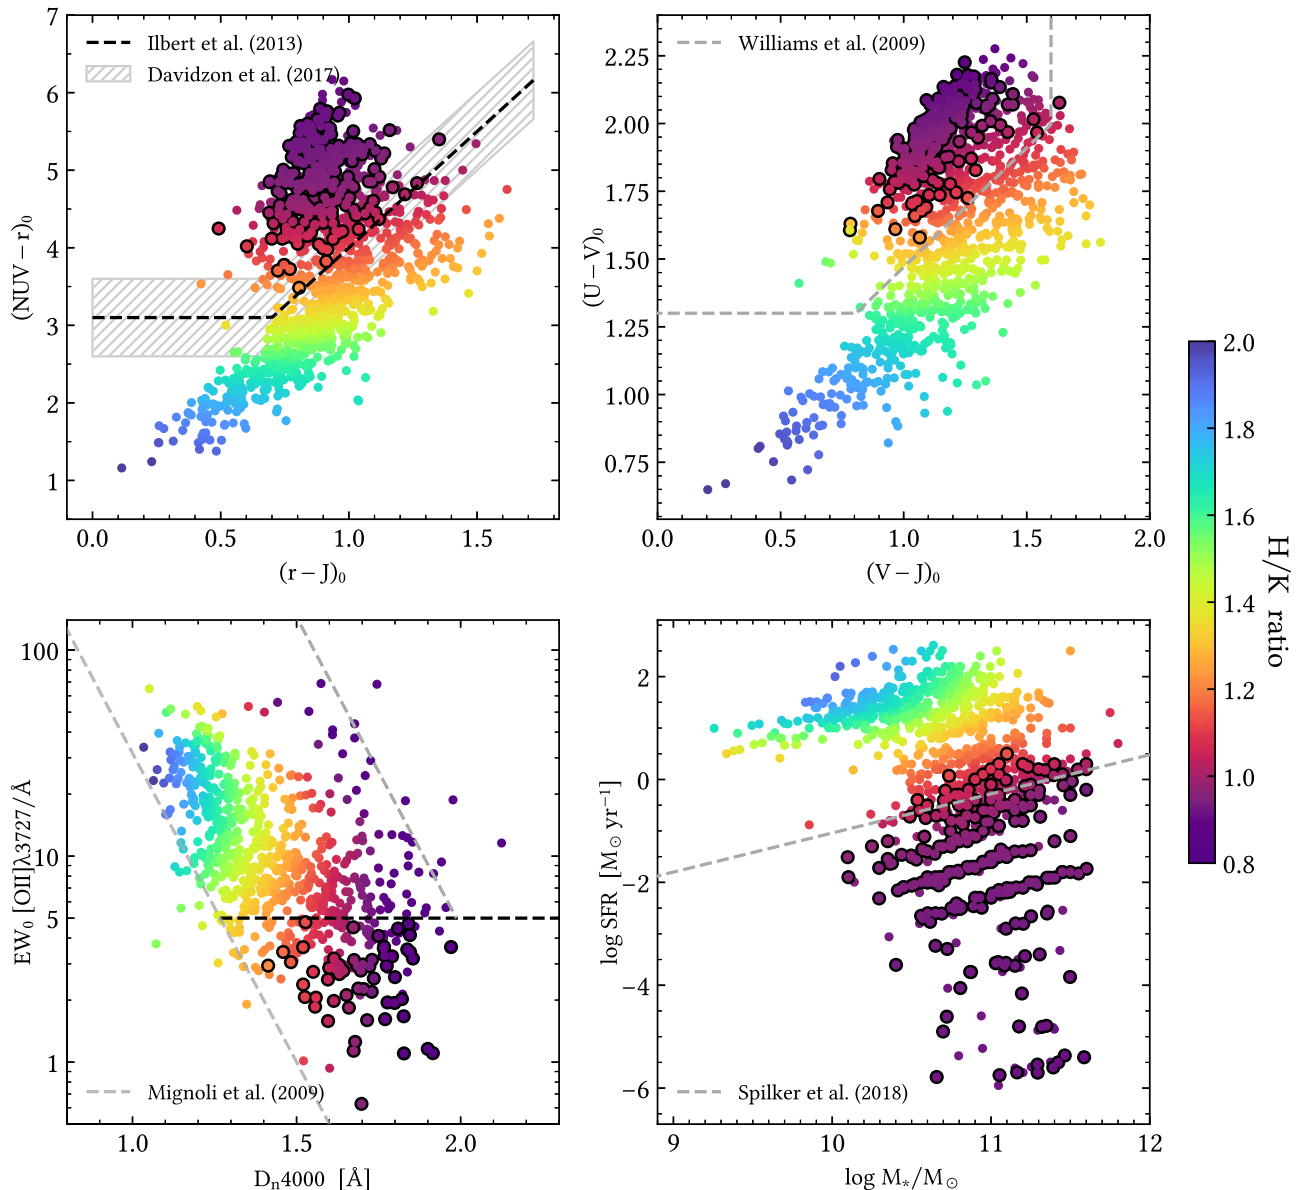 Ilbert et al. (2013)
Davidzon et al. (2017)
7
6
5
4
3
2
1
(NUV − r)₀
0.0 0.5 1.0 1.5
(r − J)₀
Williams et al. (2009)
2.25
2.00
1.75
1.50
1.25
1.00
0.75
(U − V)₀
0.0 0.5 1.0 1.5 2.0
(V − J)₀
2.0
1.8
1.6
1.4
1.2
1.0
0.8
H/K ratio
100
10
5
1
EW₀ [OII]λ3727/Å
Mignoli et al. (2009)
1.0 1.5 2.0
Dₙ4000 [Å]
2
0
−2
−4
−6
log SFR [M☉ yr⁻¹]
Spilker et al. (2018)
9 10 11 12
log M*/M☉